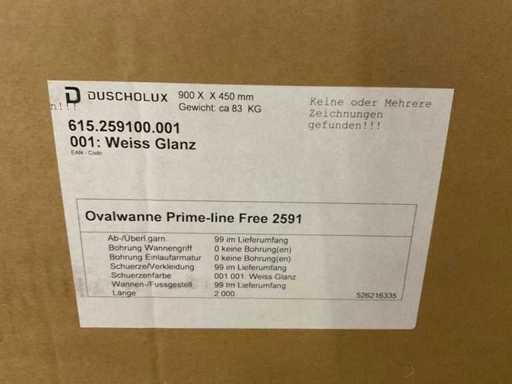 DUSCHOLUX
900 X X 450 mm
Gewicht: ca 83 KG
Keine oder Mehrere
Zeichnungen
gefunden!!!
n!!!
615.259100.001
001: Weiss Glanz
EAN - Code:
Ovalwanne Prime-line Free 2591
Ab-/Überl.garn. 99 im Lieferumfang
Bohrung Wannengriff 0 keine Bohrung(en)
Bohrung Einlaufarmatur 0 keine Bohrung(en)
Schuerze/Verkleidung 99 im Lieferumfang
Schuerzenfarbe 001 001: Weiss Glanz
Wannen-/Fussgestell 99 im Lieferumfang
Länge 2 000
526216335